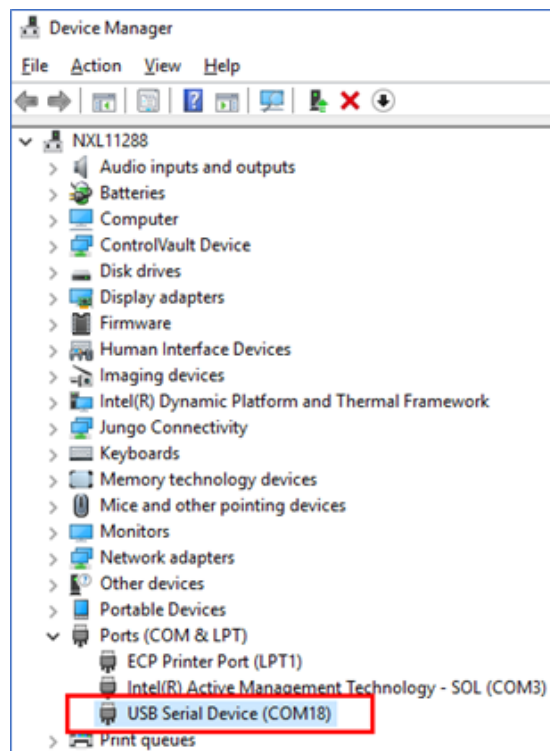 Device Manager
File Action View Help
NXL11288
Audio inputs and outputs
Batteries
Computer
ControlVault Device
Disk drives
Display adapters
Firmware
Human Interface Devices
Imaging devices
Intel(R) Dynamic Platform and Thermal Framework
Jungo Connectivity
Keyboards
Memory technology devices
Mice and other pointing devices
Monitors
Network adapters
Other devices
Portable Devices
Ports (COM & LPT)
ECP Printer Port (LPT1)
Intel(R) Active Management Technology - SOL (COM3)
USB Serial Device (COM18)
Print queues